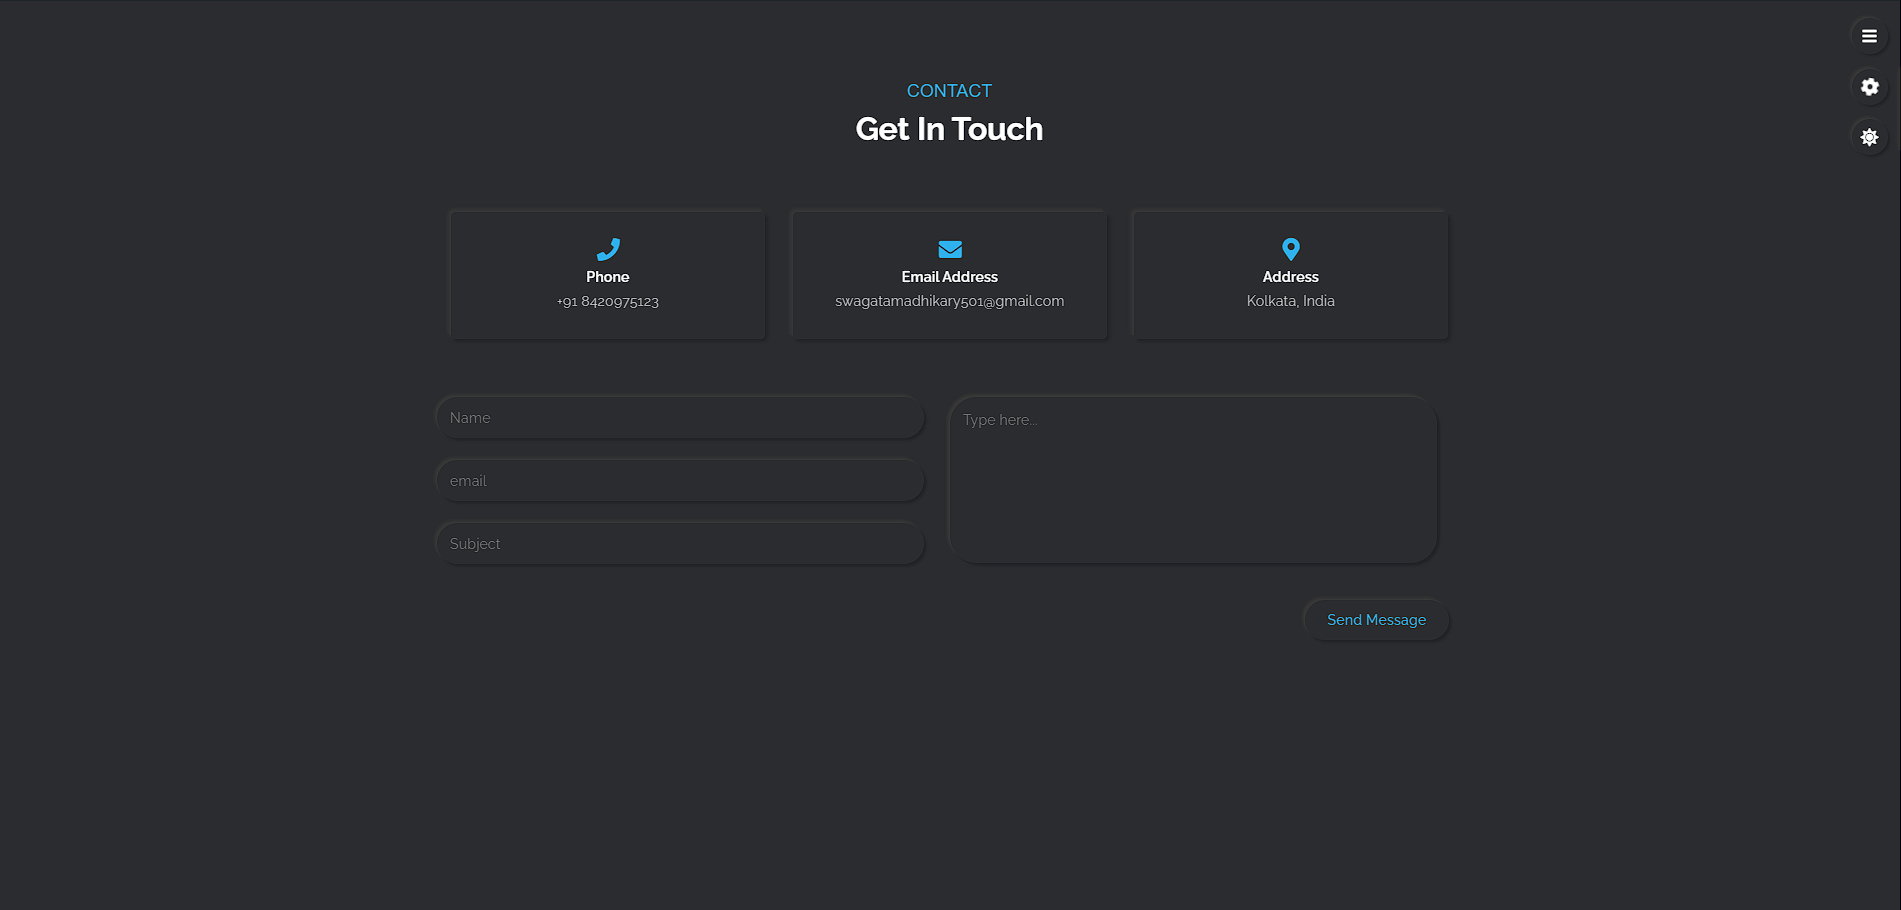 CONTACT
Get In Touch
Phone
+91 8420975123
Email Address
swagatamadhikary501@gmail.com
Address
Kolkata, India
Name
email
Subject
Type here...
Send Message